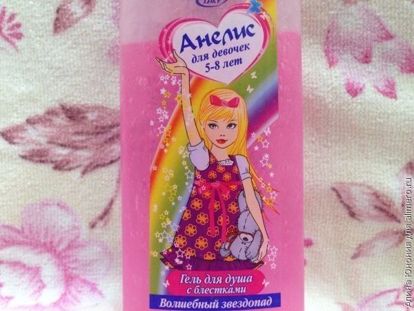 Анелис
для девочек
5-8 лет
Гель для душа
с блестками
Волшебный звездопад